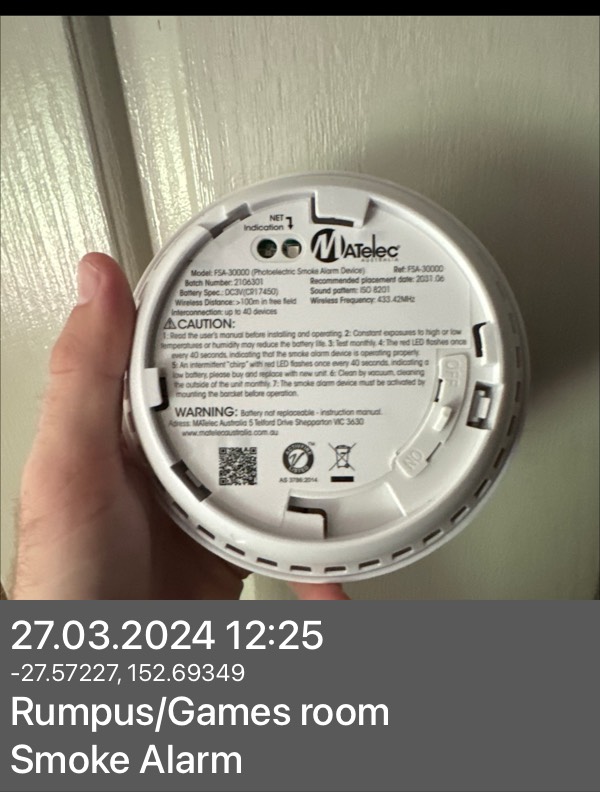 NET
Indication
MATelec
AUSTRALIA
Model: FSA-30000 (Photoelectric Smoke Alarm Device) Ref: FSA-30000
Batch Number: 2106301 Recommended placement date: 2031.06
Battery Spec.: DC3V(CR17450) Sound pattern: ISO 8201
Wireless Distance: >100m in free field Wireless Frequency: 433.42MHz
Interconnection: up to 40 devices
CAUTION:
1: Read the user's manual before installing and operating. 2: Constant exposures to high or low
temperatures or humidity may reduce the battery life. 3: Test monthly. 4: The red LED flashes once
every 40 seconds, indicating that the smoke alarm device is operating properly.
5: An intermittent "chirp" with red LED flashes once every 40 seconds, indicating a
low battery, please buy and replace with new unit. 6: Clean by vacuum, cleaning
the outside of the unit monthly. 7: The smoke alarm device must be activated by
mounting the bracket before operation.
OFF
WARNING: Battery not replaceable - instruction manual.
Adress: MATelec Australia 5 Telford Drive Shepparton VIC 3630
www.matelecaustralia.com.au
ON
AS 3786:2014
27.03.2024 12:25
-27.57227, 152.69349
Rumpus/Games room
Smoke Alarm